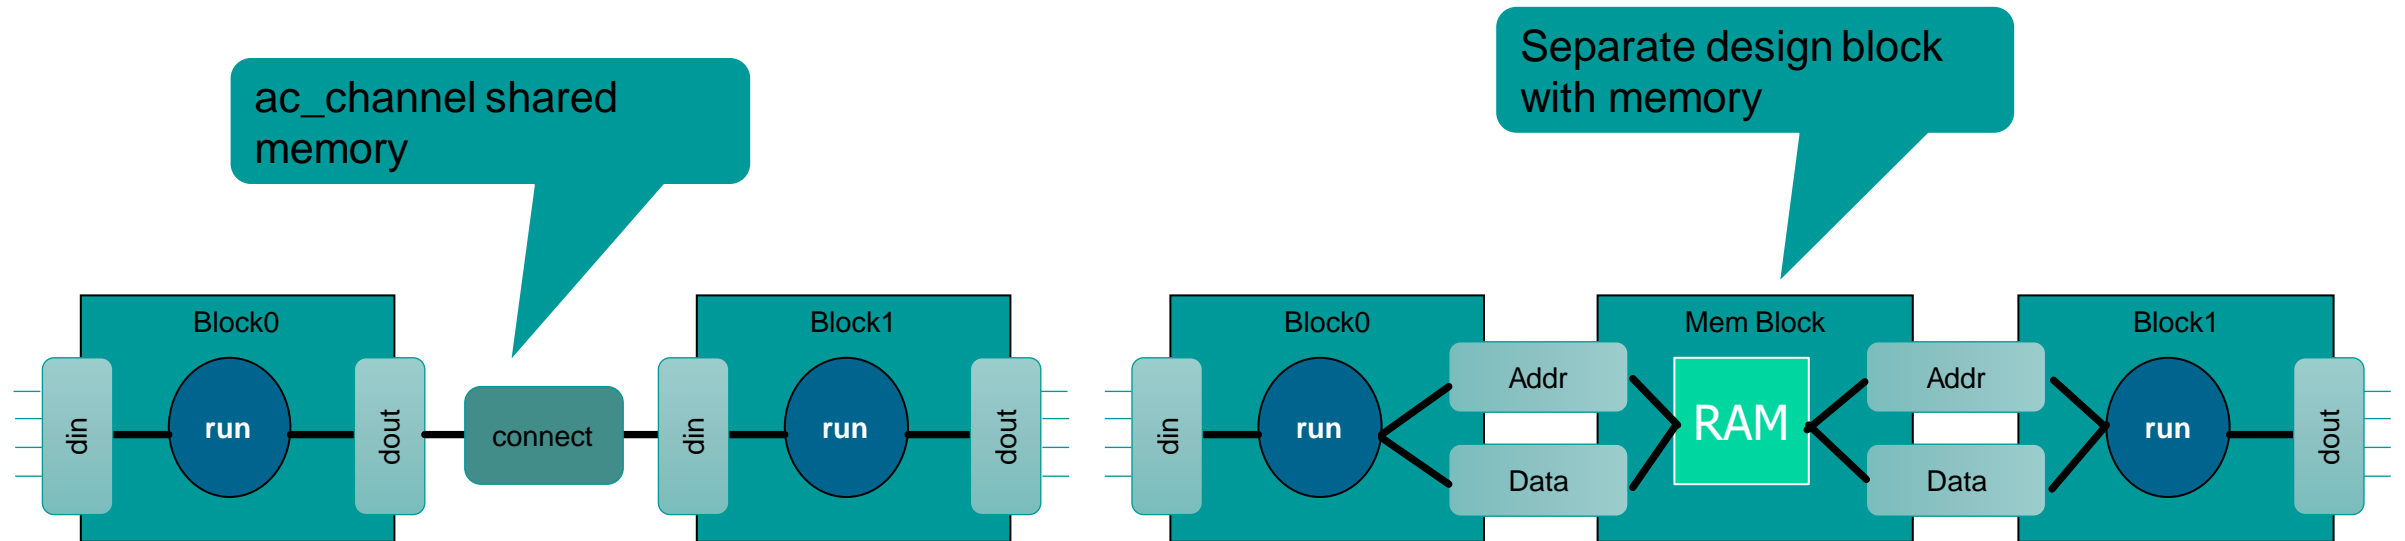 ac_channel shared
memory
Separate design block
with memory
Block0
din
run
dout
connect
Block1
din
run
dout
Block0
din
run
Addr
Data
Mem Block
RAM
Addr
Data
Block1
run
dout